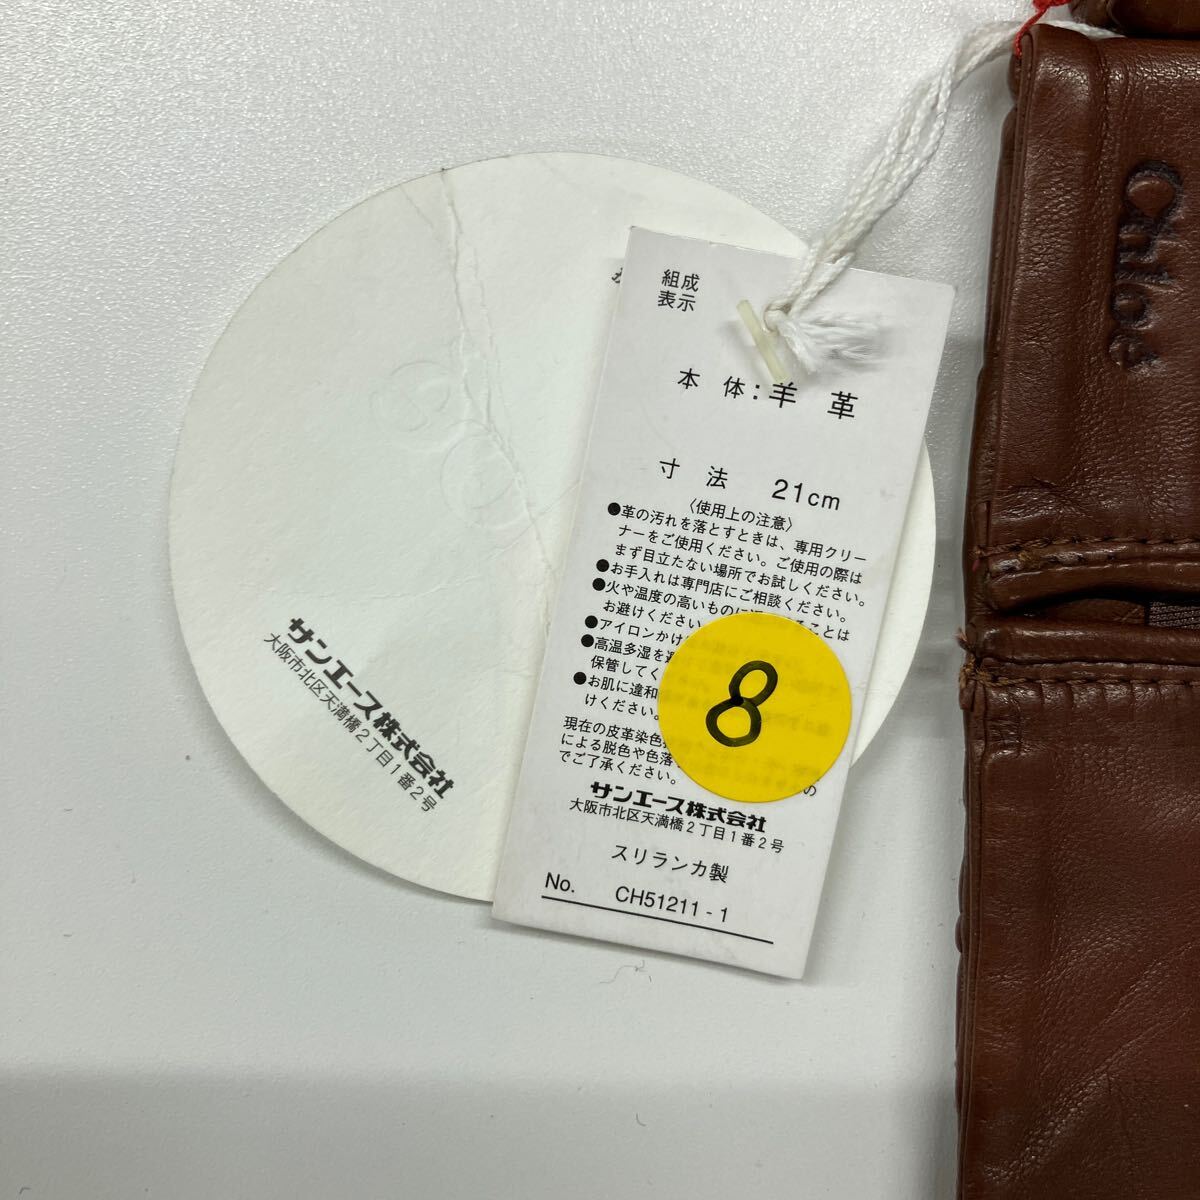 組成
表示
本体：羊革
寸法 21cm
〈使用上の注意〉
●革の汚れを落とすときは、専用クリー
ナーをご使用ください。ご使用の際は
まず目立たない場所でお試しください。
●お手入れは専門店にご相談ください。
●火や温度の高いものに
ことは
お避けください
●アイロンかけ
●高温多湿を
保管してく
●お肌に違和
けください。
現在の皮革染色
による脱色や色落
の
でご了承ください。
サンエース株式会社
大阪市北区天満橋2丁目1番2号
スリランカ製
No. CH51211-1
8
サンエース株式会社
大阪市北区天満橋2丁目1番2号
Chloé